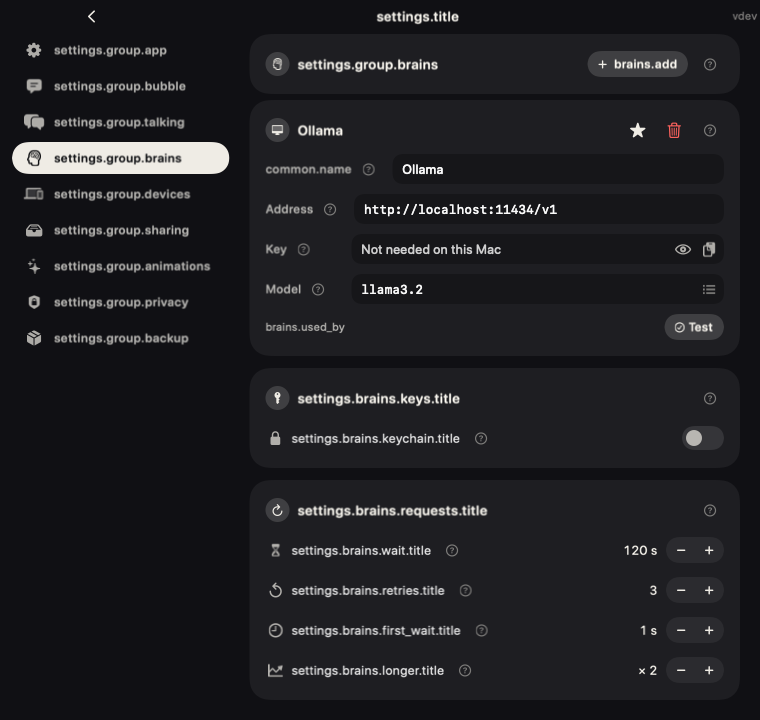 settings.title
vdev
settings.group.app
settings.group.bubble
settings.group.talking
settings.group.brains
settings.group.devices
settings.group.sharing
settings.group.animations
settings.group.privacy
settings.group.backup
settings.group.brains
+ brains.add
Ollama
common.name Ollama
Address http://localhost:11434/v1
Key Not needed on this Mac
Model llama3.2
brains.used_by Test
settings.brains.keys.title
settings.brains.keychain.title
settings.brains.requests.title
settings.brains.wait.title 120 s − +
settings.brains.retries.title 3 − +
settings.brains.first_wait.title 1 s − +
settings.brains.longer.title × 2 − +